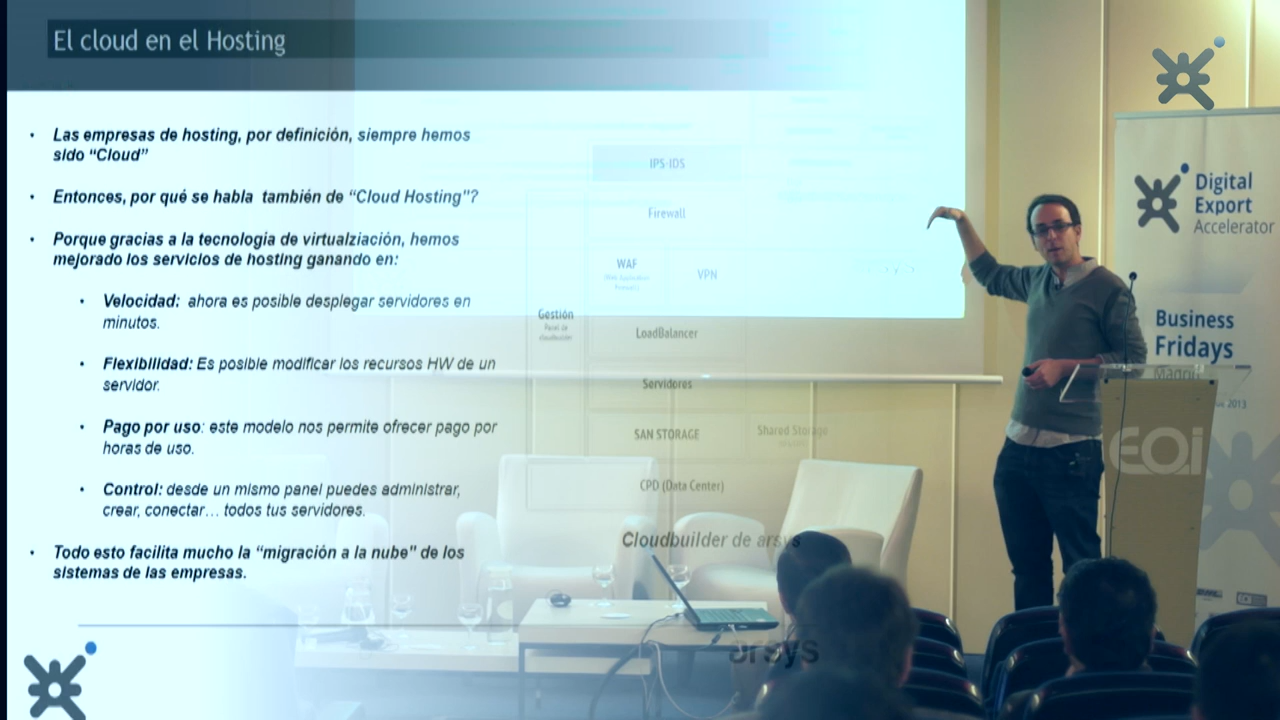 El cloud en el Hosting
• Las empresas de hosting, por definición, siempre hemos
sido “Cloud”
• Entonces, por qué se habla también de “Cloud Hosting”?
• Porque gracias a la tecnología de virtualziación, hemos
mejorado los servicios de hosting ganando en:
• Velocidad: ahora es posible desplegar servidores en
minutos.
• Flexibilidad: Es posible modificar los recursos HW de un
servidor.
• Pago por uso: este modelo nos permite ofrecer pago por
horas de uso.
• Control: desde un mismo panel puedes administrar,
crear, conectar… todos tus servidores.
• Todo esto facilita mucho la “migración a la nube” de los
sistemas de las empresas.
IPS-IDS
Firewall
WAF
VPN
Gestión
Panel de
cloudbuilder
LoadBalancer
Servidores
SAN STORAGE
Shared Storage
CPD (Data Center)
Cloudbuilder de arsys
arsys
Digital
Export
Accelerator
Business
Fridays
Madrid
2013
EOi